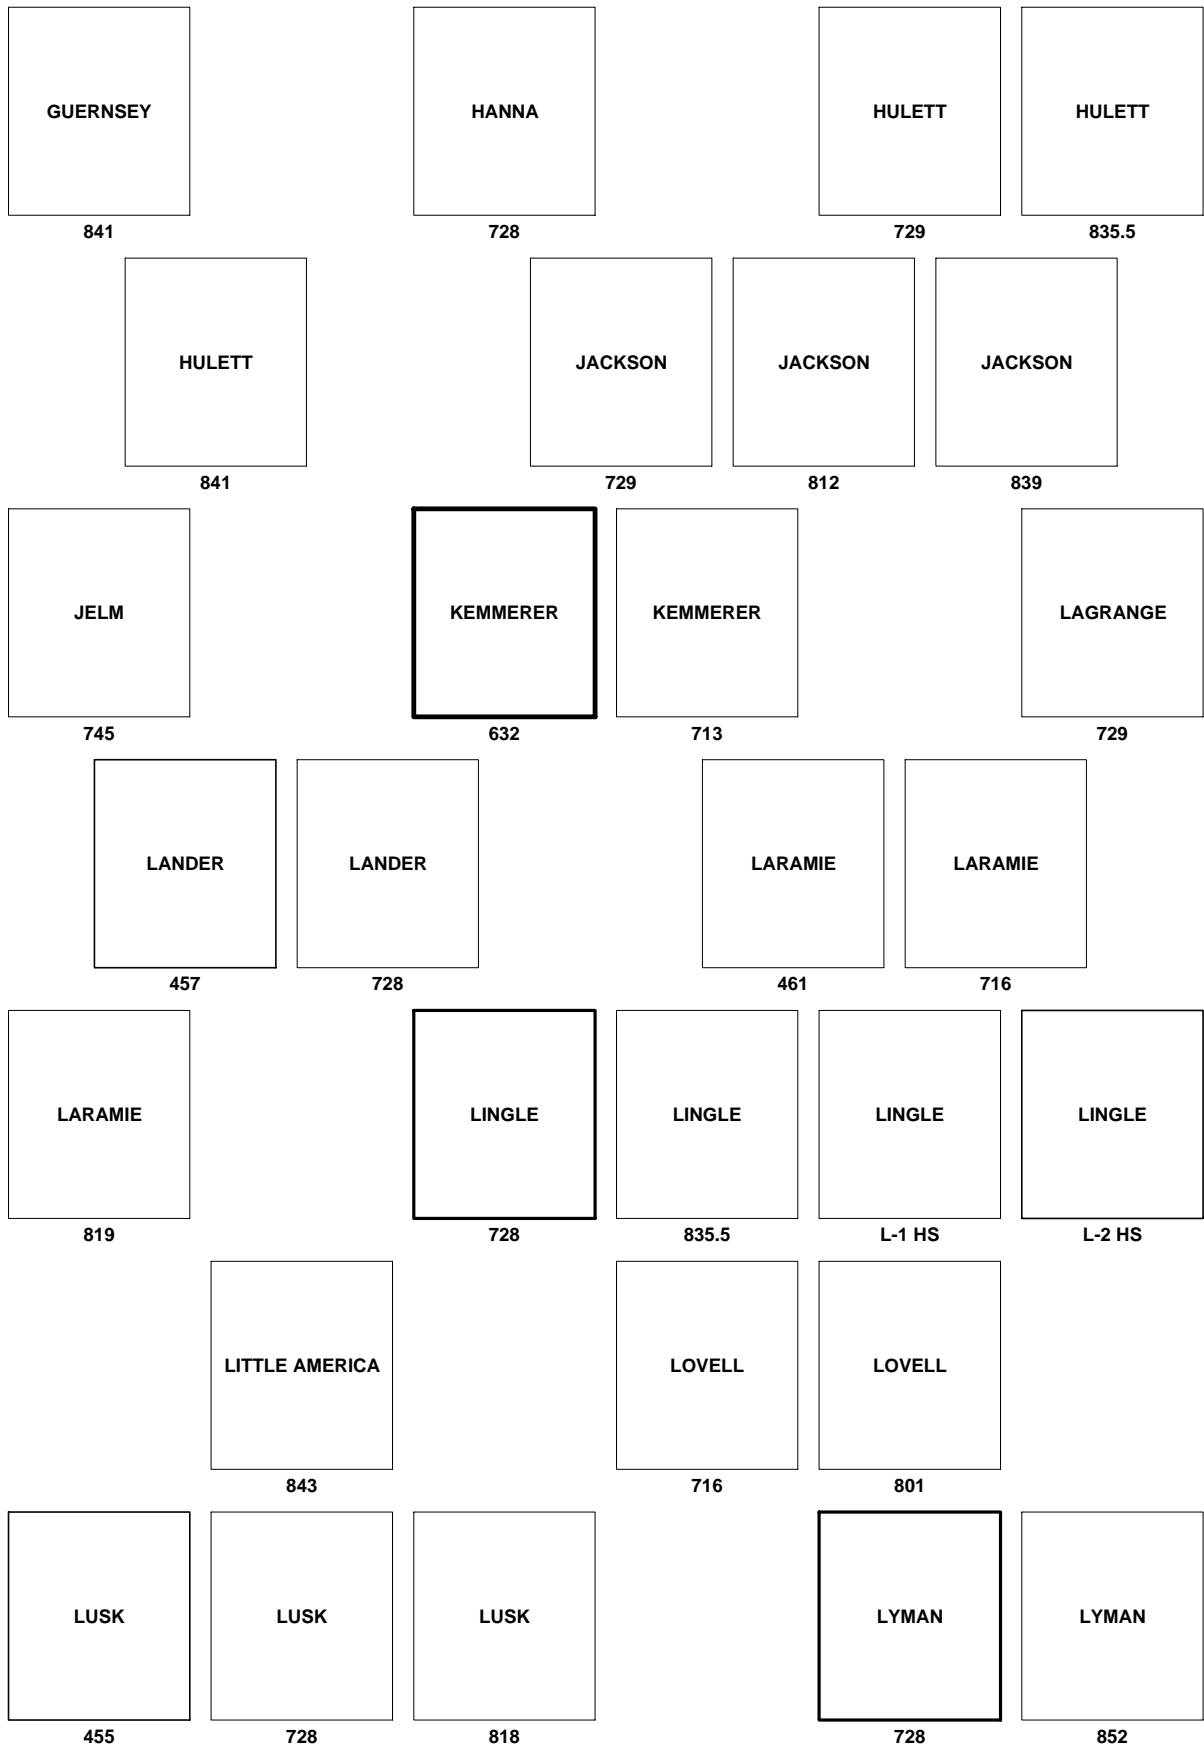 GUERNSEY HANNA HULETT HULETT
841 728 729 835.5
HULETT JACKSON JACKSON JACKSON
841 729 812 839
JELM KEMMERER KEMMERER LAGRANGE
745 632 713 729
LANDER LANDER LARAMIE LARAMIE
457 728 461 716
LARAMIE LINGLE LINGLE LINGLE LINGLE
819 728 835.5 L-1 HS L-2 HS
LITTLE AMERICA LOVELL LOVELL
843 716 801
LUSK LUSK LUSK LYMAN LYMAN
455 728 818 728 852